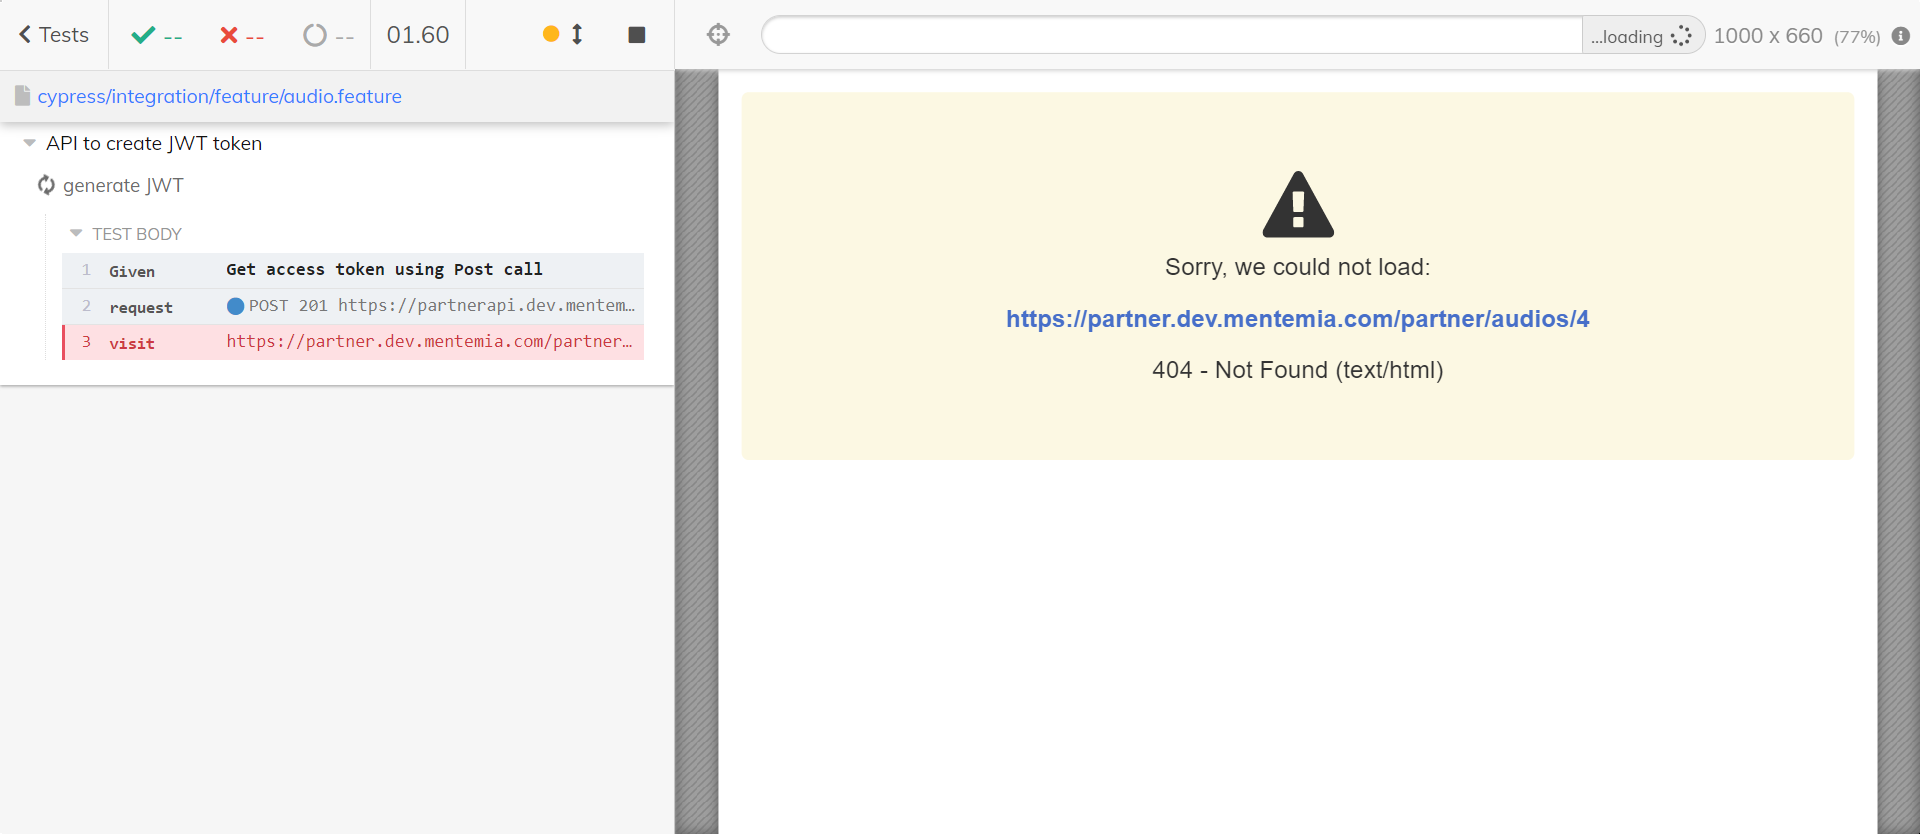 Tests -- -- -- 01.60
...loading 1000 x 660 (77%)
cypress/integration/feature/audio.feature
API to create JWT token
generate JWT
TEST BODY
1 Given Get access token using Post call
2 request POST 201 https://partnerapi.dev.mentem…
3 visit https://partner.dev.mentemia.com/partner…
Sorry, we could not load:
https://partner.dev.mentemia.com/partner/audios/4
404 - Not Found (text/html)